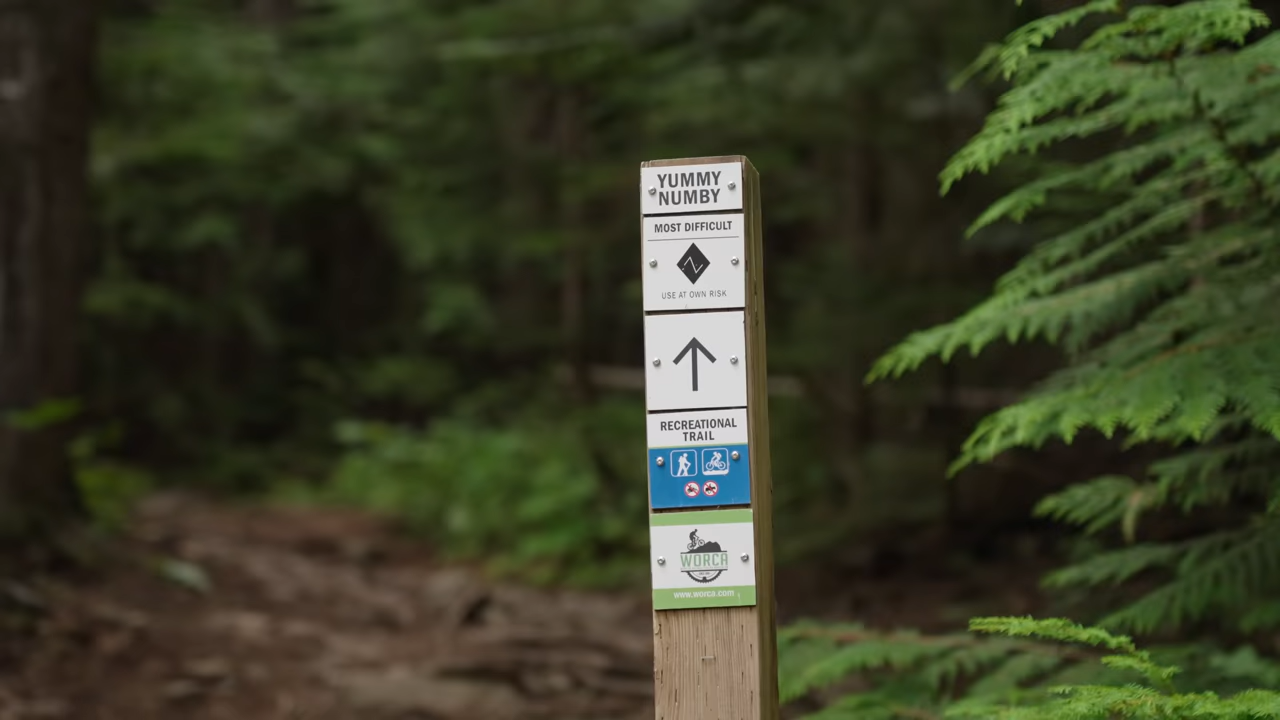 YUMMY
NUMBY
MOST DIFFICULT
USE AT OWN RISK
RECREATIONAL
TRAIL
WORCA
www.worca.com